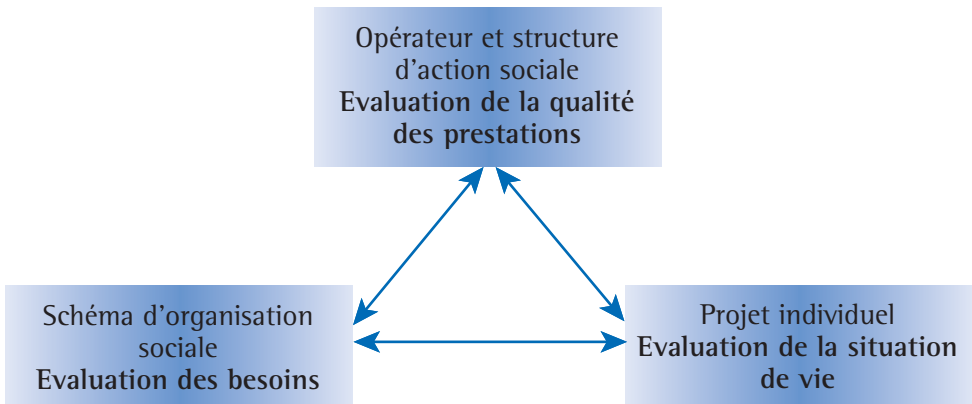 Opérateur et structure
d'action sociale
Evaluation de la qualité
des prestations
Schéma d'organisation
sociale
Evaluation des besoins
Projet individuel
Evaluation de la situation
de vie